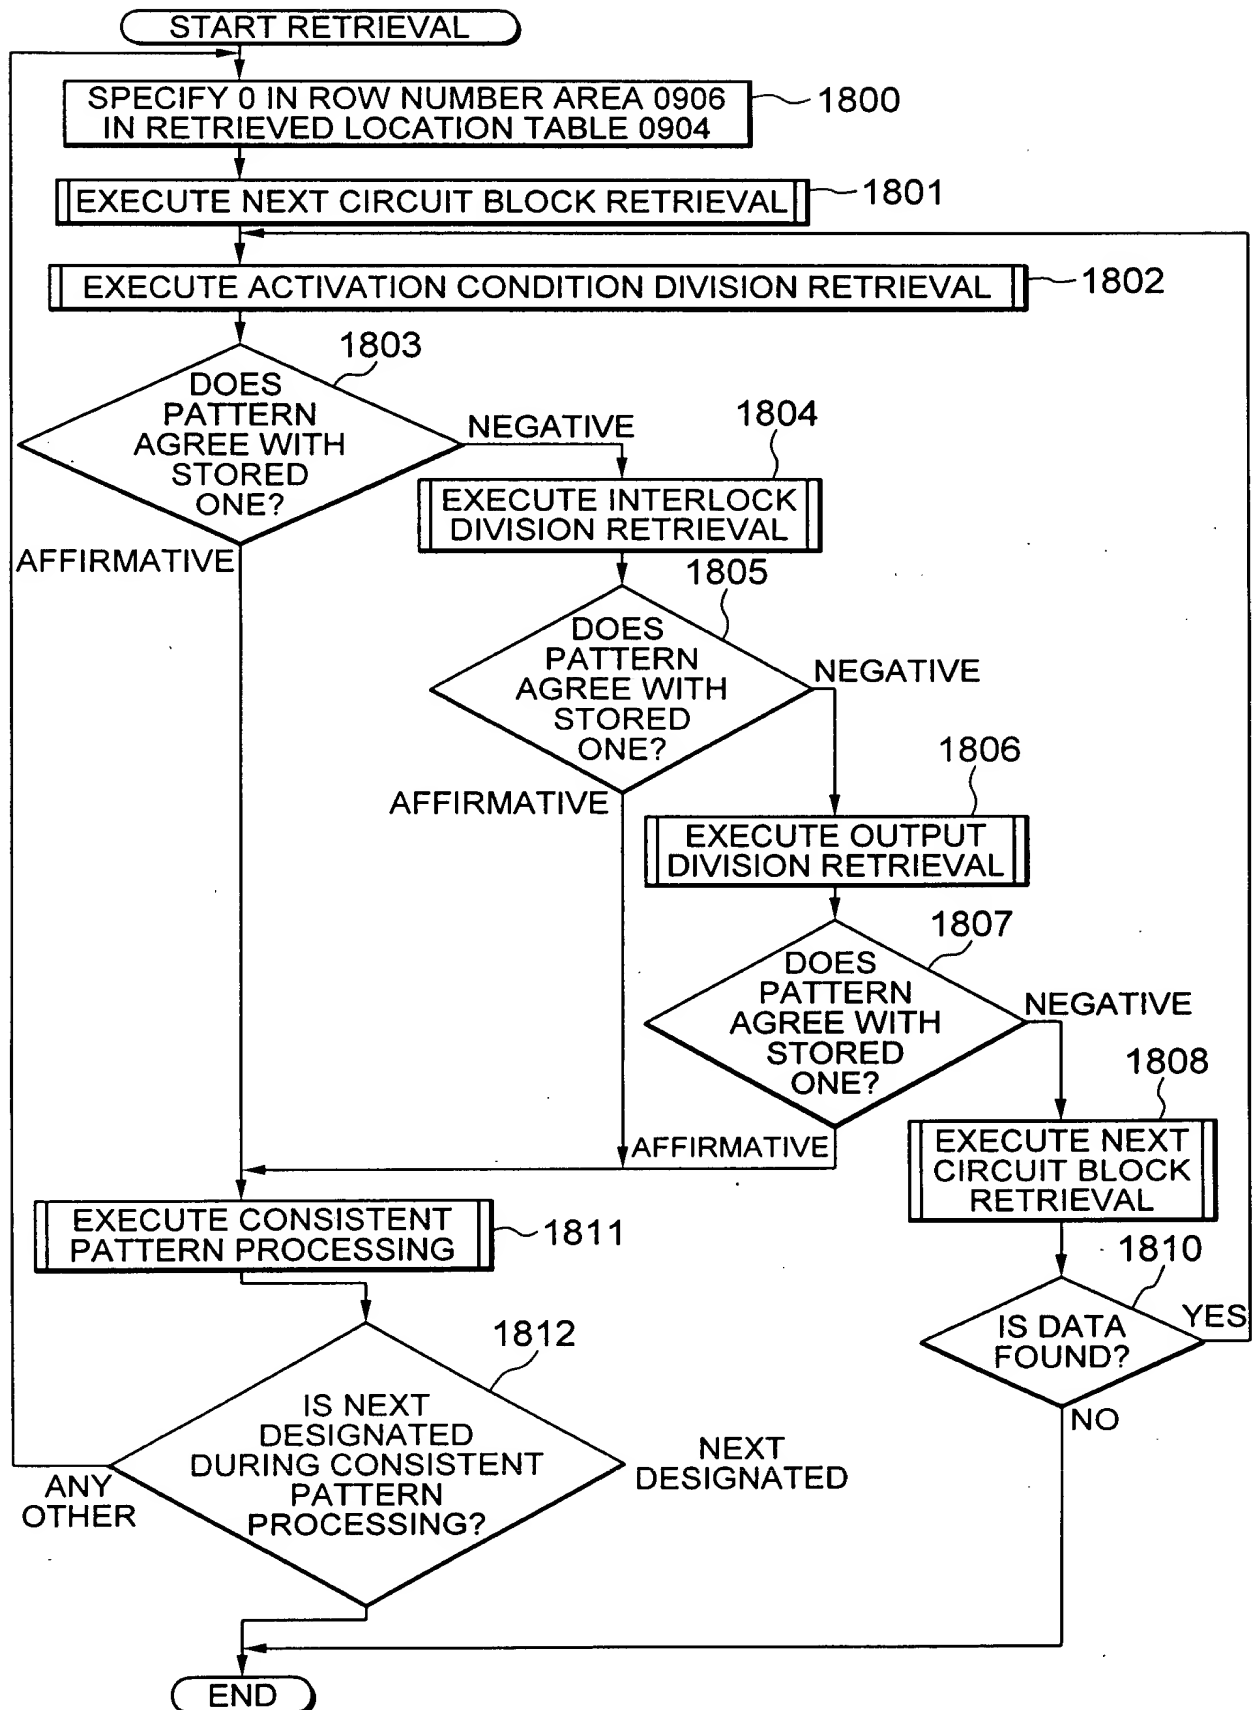 START RETRIEVAL
SPECIFY 0 IN ROW NUMBER AREA 0906
IN RETRIEVED LOCATION TABLE 0904
1800
EXECUTE NEXT CIRCUIT BLOCK RETRIEVAL
1801
EXECUTE ACTIVATION CONDITION DIVISION RETRIEVAL
1802
1803
DOES
PATTERN
AGREE WITH
STORED
ONE?
NEGATIVE
AFFIRMATIVE
1804
EXECUTE INTERLOCK
DIVISION RETRIEVAL
1805
DOES
PATTERN
AGREE WITH
STORED
ONE?
NEGATIVE
AFFIRMATIVE
1806
EXECUTE OUTPUT
DIVISION RETRIEVAL
1807
DOES
PATTERN
AGREE WITH
STORED
ONE?
NEGATIVE
AFFIRMATIVE
1808
EXECUTE NEXT
CIRCUIT BLOCK
RETRIEVAL
1810
IS DATA
FOUND?
YES
NO
EXECUTE CONSISTENT
PATTERN PROCESSING
1811
1812
IS NEXT
DESIGNATED
DURING CONSISTENT
PATTERN
PROCESSING?
ANY
OTHER
NEXT
DESIGNATED
END